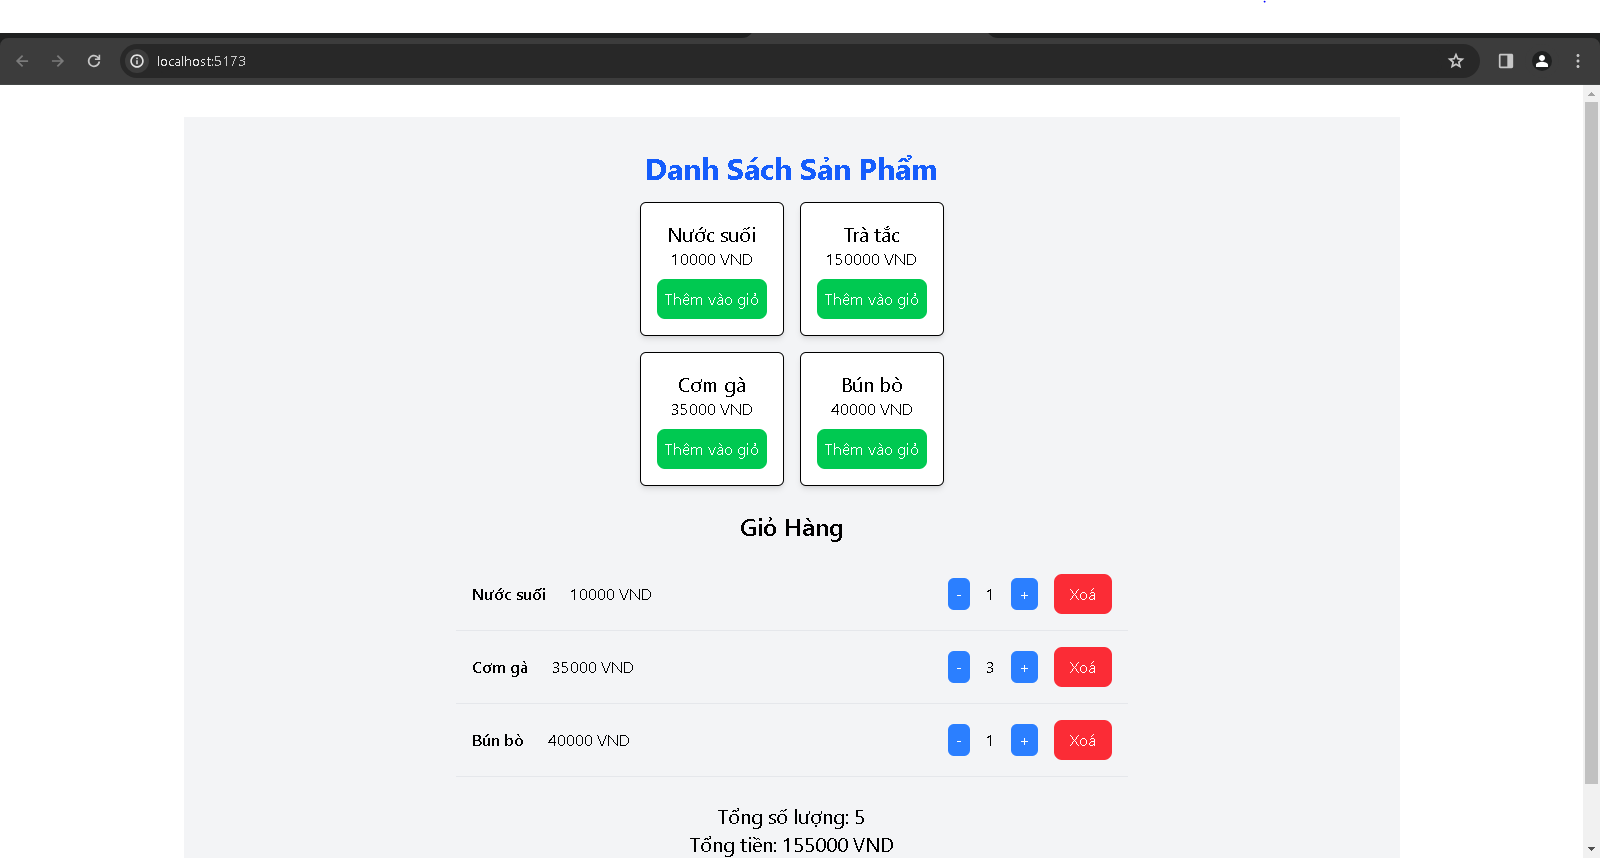 localhost:5173
Danh Sách Sản Phẩm
Nước suối
10000 VND
Thêm vào giỏ
Trà tắc
150000 VND
Thêm vào giỏ
Cơm gà
35000 VND
Thêm vào giỏ
Bún bò
40000 VND
Thêm vào giỏ
Giỏ Hàng
Nước suối 10000 VND - 1 + Xoá
Cơm gà 35000 VND - 3 + Xoá
Bún bò 40000 VND - 1 + Xoá
Tổng số lượng: 5
Tổng tiền: 155000 VND